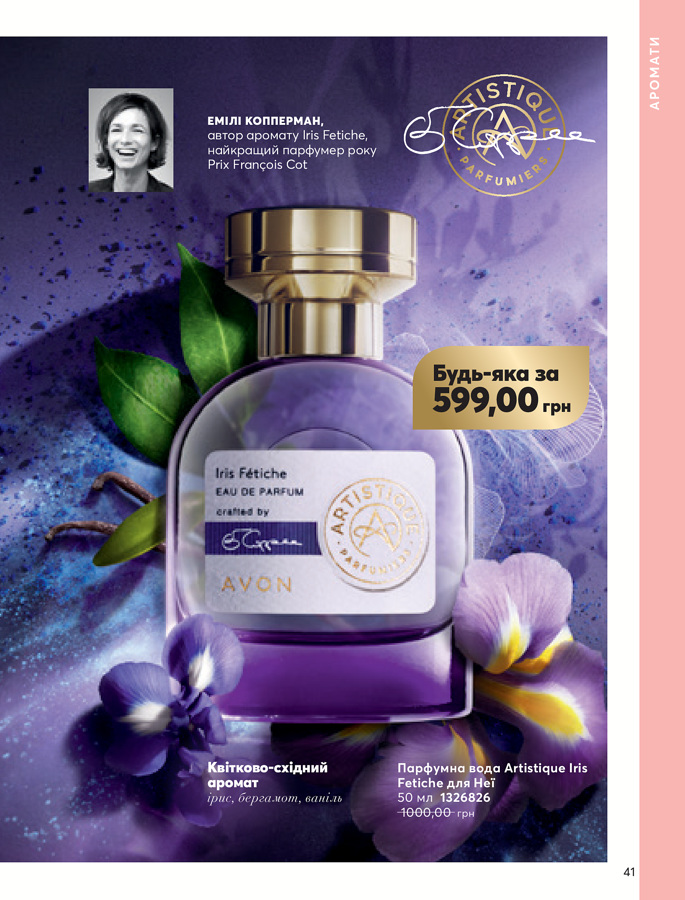 АРОМАТИ
ЕМІЛІ КОППЕРМАН,
автор аромату Iris Fetiche,
найкращий парфумер року
Prix François Cot
ARTISTIQUE
PARFUMIERS
Будь-яка за
599,00 грн
Iris Fétiche
EAU DE PARFUM
crafted by
ARTISTIQUE
PARFUMIERS
AVON
Квітково-східний
аромат
ірис, бергамот, ваніль
Парфумна вода Artistique Iris
Fetiche для Неї
50 мл 1326826
1000,00 грн
41